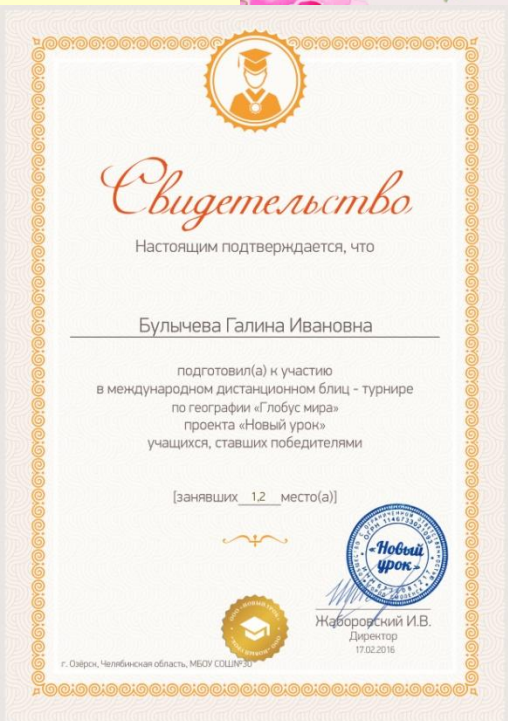 Свидетельство
Настоящим подтверждается, что
Булычева Галина Ивановна
подготовил(а) к участию
в международном дистанционном блиц - турнире
по географии «Глобус мира»
проекта «Новый урок»
учащихся, ставших победителями
[занявших 1,2 место(а)]
«Новый
урок»
Жаборовский И.В.
Директор
17.02.2016
г. Озёрск, Челябинская область, МБОУ СОШ№30